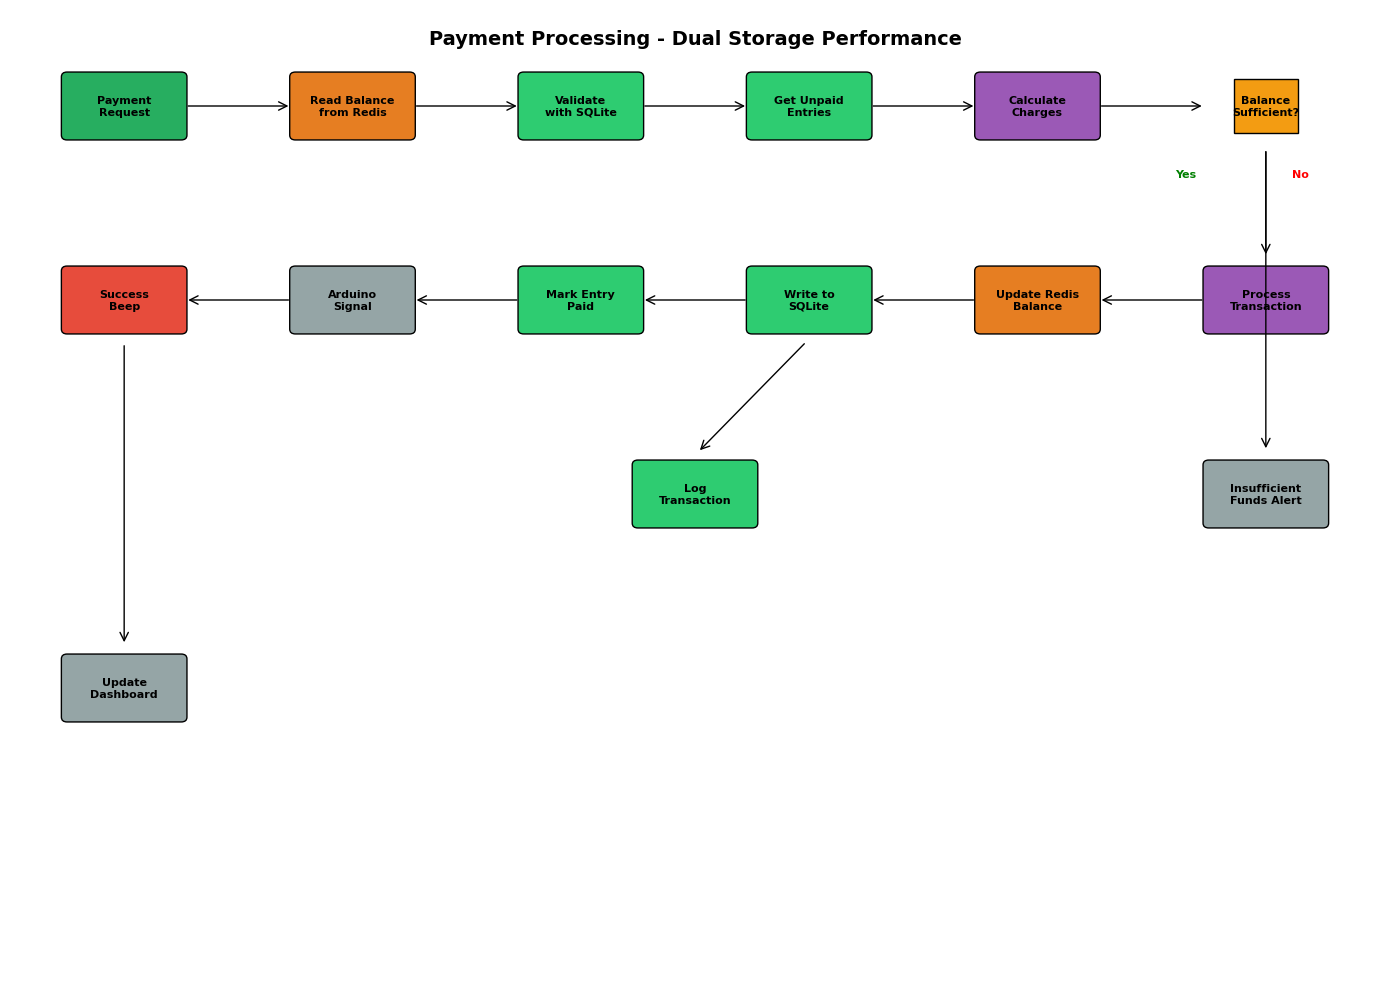 Payment Processing - Dual Storage Performance
Payment
Request
Read Balance
from Redis
Validate
with SQLite
Get Unpaid
Entries
Calculate
Charges
Balance
Sufficient?
Yes
No
Success
Beep
Arduino
Signal
Mark Entry
Paid
Write to
SQLite
Update Redis
Balance
Process
Transaction
Log
Transaction
Insufficient
Funds Alert
Update
Dashboard